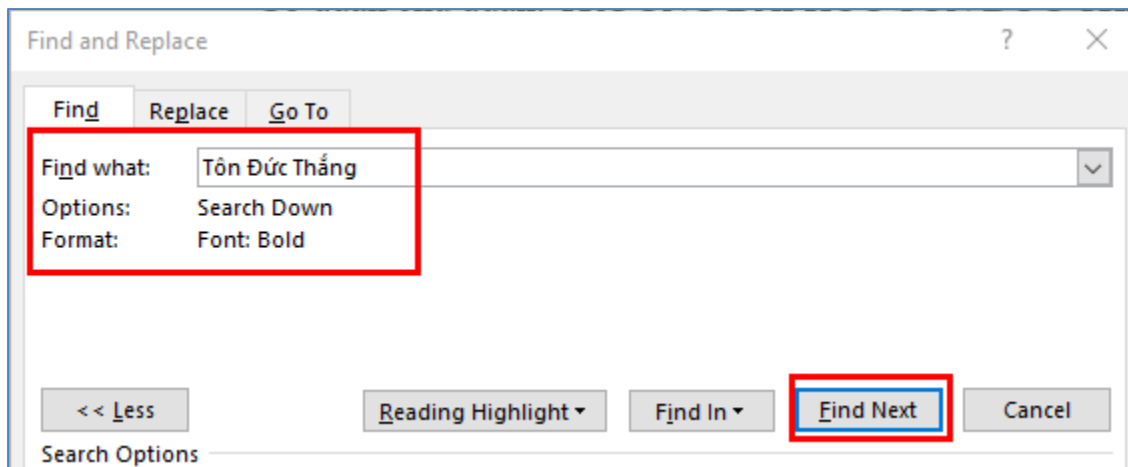 Find and Replace ?
Find Replace Go To
Find what: Tôn Đức Thắng
Options: Search Down
Format: Font: Bold
<< Less Reading Highlight Find In Find Next Cancel
Search Options